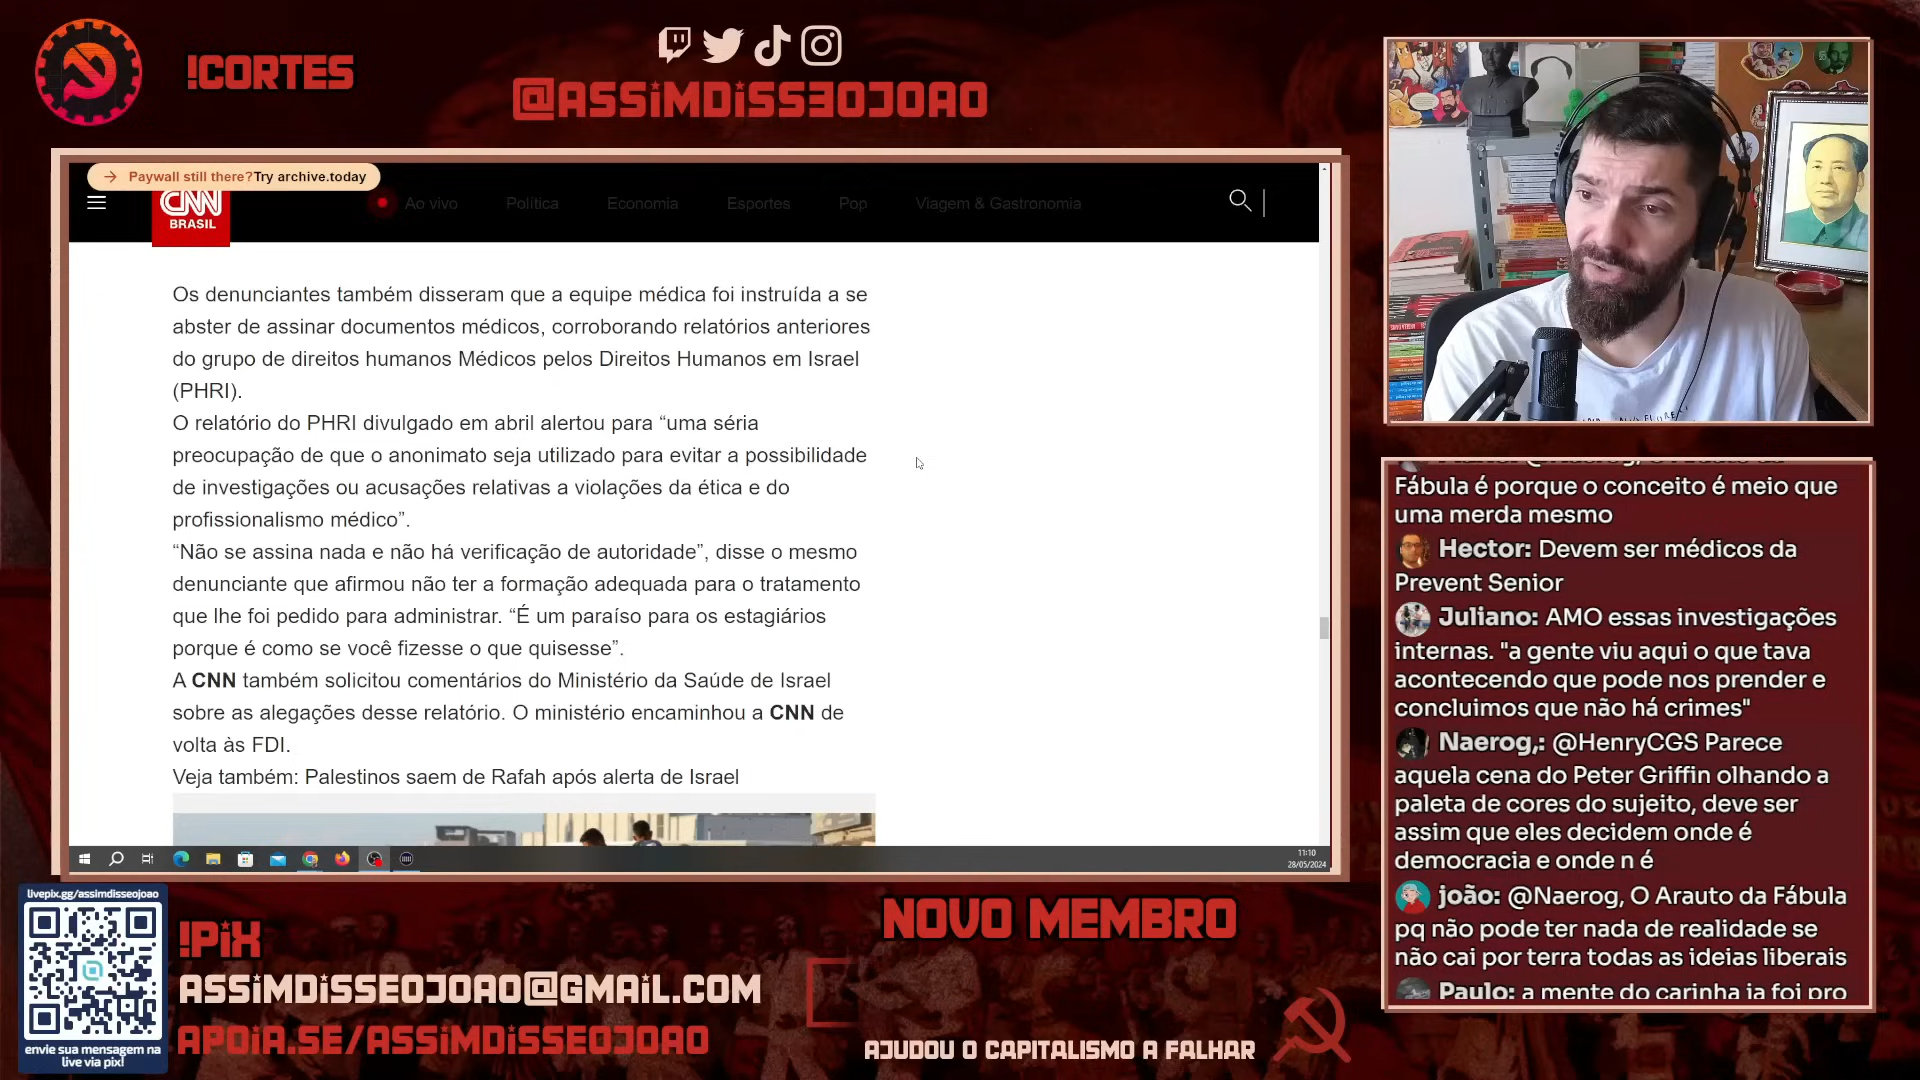 !CORTES
@ASSIMDISSEOJOAO
→ Paywall still there?Try archive.today
CNN
BRASIL
Ao vivo
Política
Economia
Esportes
Pop
Viagem & Gastronomia
Os denunciantes também disseram que a equipe médica foi instruída a se
abster de assinar documentos médicos, corroborando relatórios anteriores
do grupo de direitos humanos Médicos pelos Direitos Humanos em Israel
(PHRI).
O relatório do PHRI divulgado em abril alertou para “uma séria
preocupação de que o anonimato seja utilizado para evitar a possibilidade
de investigações ou acusações relativas a violações da ética e do
profissionalismo médico”.
“Não se assina nada e não há verificação de autoridade”, disse o mesmo
denunciante que afirmou não ter a formação adequada para o tratamento
que lhe foi pedido para administrar. “É um paraíso para os estagiários
porque é como se você fizesse o que quisesse”.
A CNN também solicitou comentários do Ministério da Saúde de Israel
sobre as alegações desse relatório. O ministério encaminhou a CNN de
volta às FDI.
Veja também: Palestinos saem de Rafah após alerta de Israel
11:10
28/05/2024
Fábula é porque o conceito é meio que
uma merda mesmo
Hector: Devem ser médicos da
Prevent Senior
Juliano: AMO essas investigações
internas. "a gente viu aqui o que tava
acontecendo que pode nos prender e
concluimos que não há crimes"
Naerog,: @HenryCGS Parece
aquela cena do Peter Griffin olhando a
paleta de cores do sujeito, deve ser
assim que eles decidem onde é
democracia e onde n é
joão: @Naerog, O Arauto da Fábula
pq não pode ter nada de realidade se
não cai por terra todas as ideias liberais
Paulo: a mente do carinha ja foi pro
livepix.gg/assimdisseojoao
envie sua mensagem na
live via pix!
!PIX
ASSIMDISSEOJOAO@GMAIL.COM
APOIA.SE/ASSIMDISSEOJOAO
NOVO MEMBRO
AJUDOU O CAPITALISMO A FALHAR